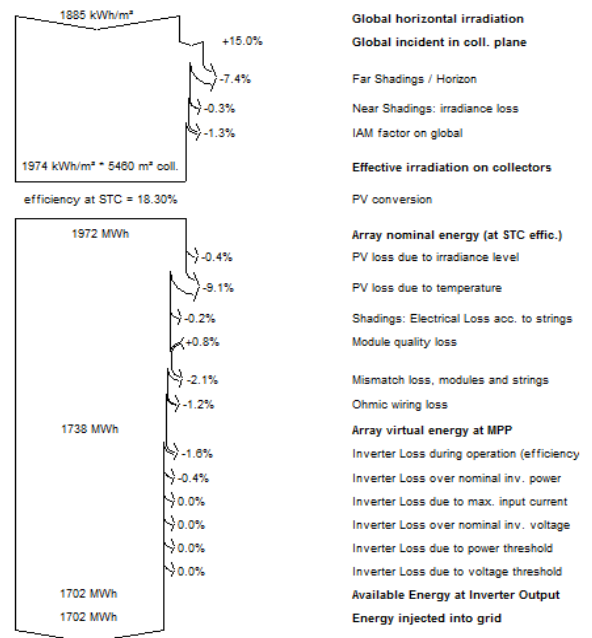 1885 kWh/m² Global horizontal irradiation
+15.0% Global incident in coll. plane
-7.4% Far Shadings / Horizon
-0.3% Near Shadings: irradiance loss
-1.3% IAM factor on global
1974 kWh/m² * 5460 m² coll. Effective irradiation on collectors
efficiency at STC = 18.30% PV conversion
1972 MWh Array nominal energy (at STC effic.)
-0.4% PV loss due to irradiance level
-9.1% PV loss due to temperature
-0.2% Shadings: Electrical Loss acc. to strings
+0.8% Module quality loss
-2.1% Mismatch loss, modules and strings
-1.2% Ohmic wiring loss
1738 MWh Array virtual energy at MPP
-1.6% Inverter Loss during operation (efficiency
-0.4% Inverter Loss over nominal inv. power
0.0% Inverter Loss due to max. input current
0.0% Inverter Loss over nominal inv. voltage
0.0% Inverter Loss due to power threshold
0.0% Inverter Loss due to voltage threshold
1702 MWh Available Energy at Inverter Output
1702 MWh Energy injected into grid